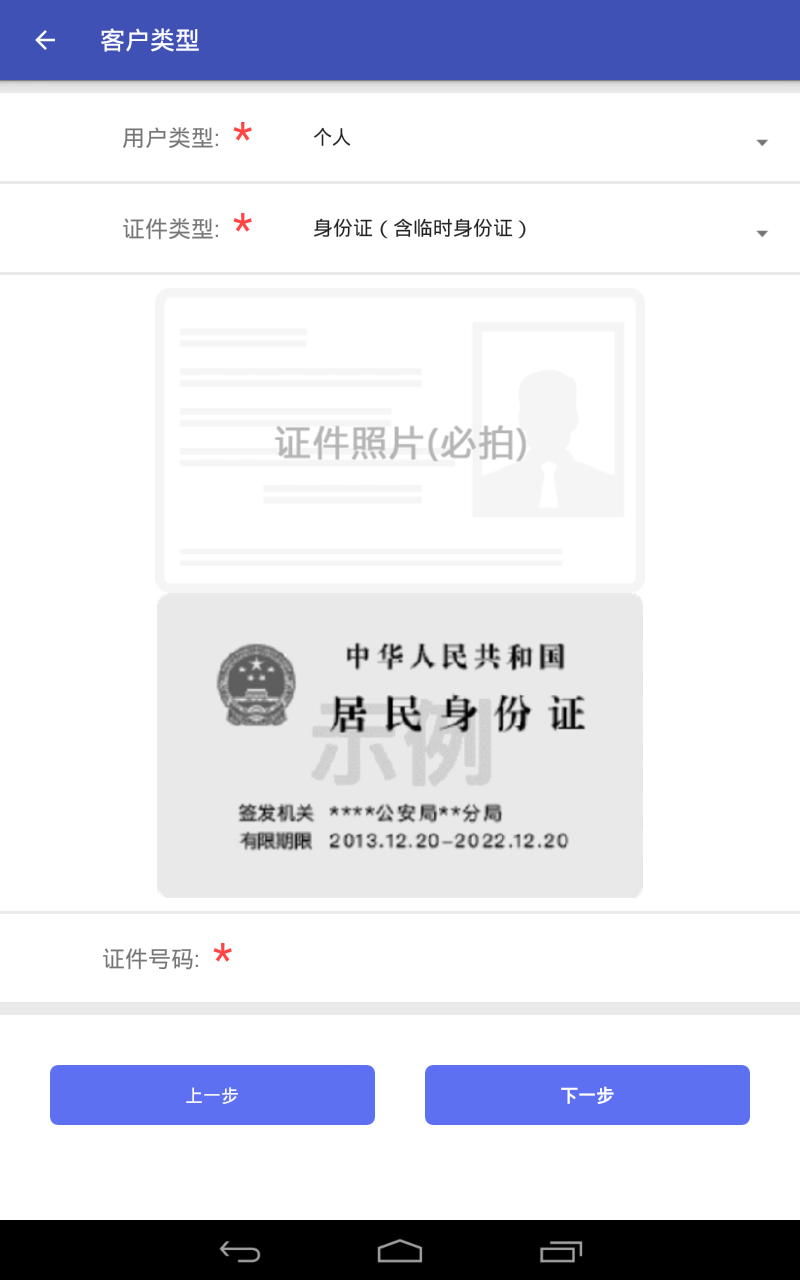 客户类型
用户类型: * 个人
证件类型: * 身份证（含临时身份证）
证件照片(必拍)
中华人民共和国
居民身份证
示例
签发机关 ****公安局**分局
有限期限 2013.12.20-2022.12.20
证件号码: *
上一步 下一步